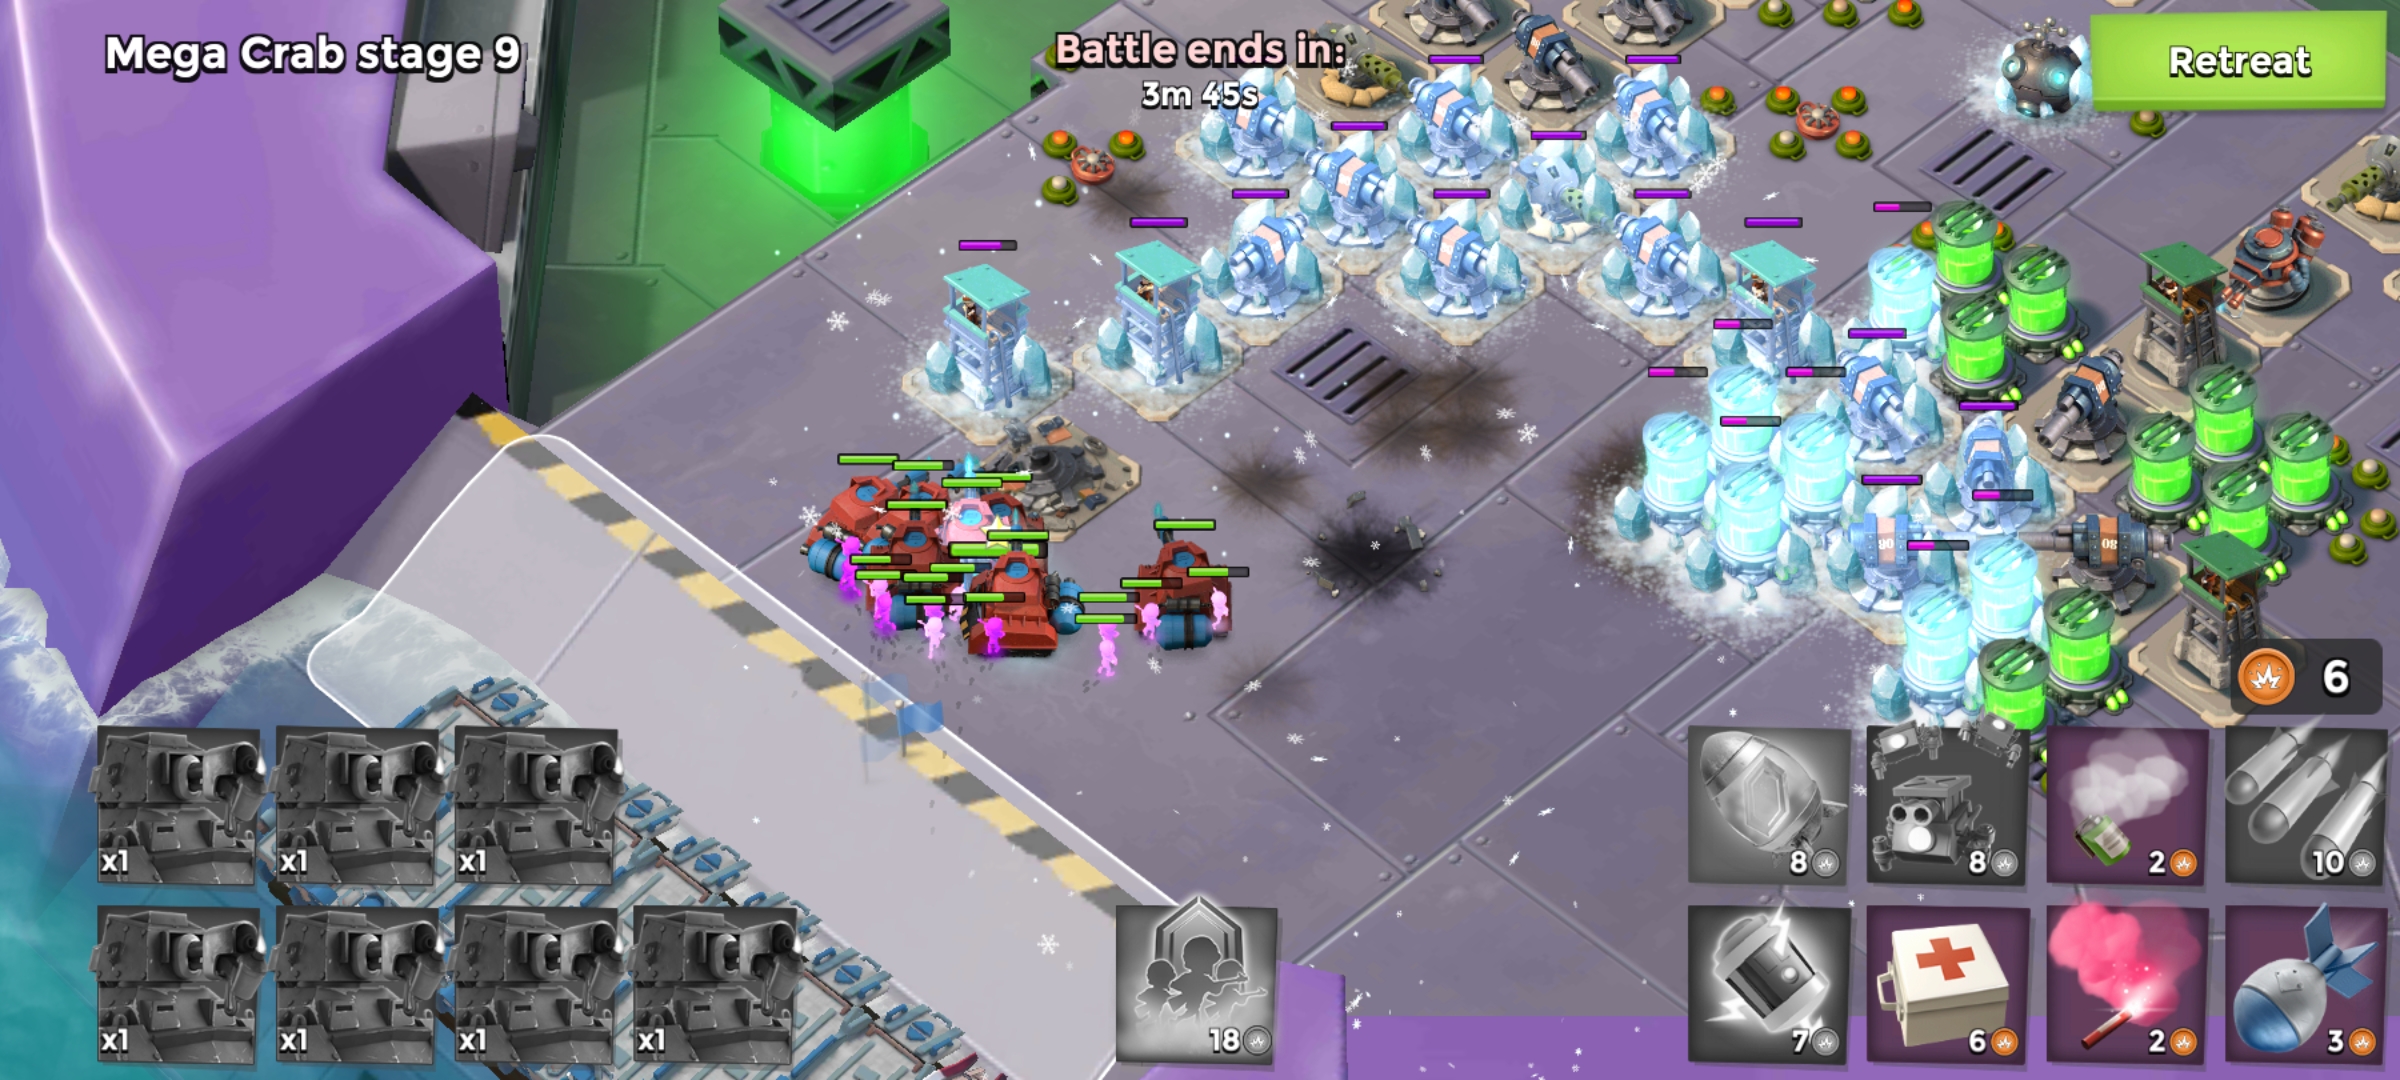 Mega Crab stage 9
Battle ends in:
3m 45s
Retreat
6
x1
x1
x1
8
8
2
10
x1
x1
x1
x1
18
7
6
2
3